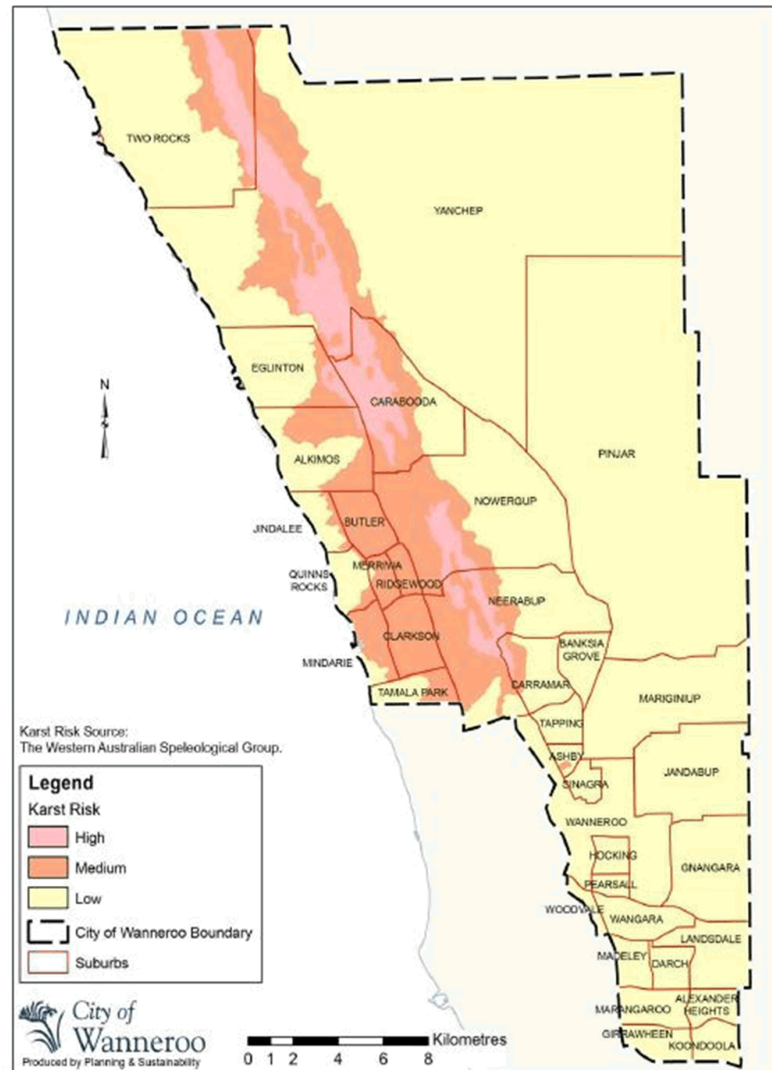 TWO ROCKS
YANCHEP
EGLINTON
CARABOODA
N
PINJAR
ALKIMOS
NOWERGUP
JINDALEE
BUTLER
MERRIWA
QUINNS
ROCKS
RIDGEWOOD
NEERABUP
INDIAN OCEAN
CLARKSON
BANKSIA
GROVE
MINDARIE
TAMALA PARK
CARRAMAR
MARIGINIUP
TAPPING
ASHBY
SINAGRA
JANDABUP
WANNEROO
HOCKING
GNANGARA
PEARSALL
WOODVALE
WANGARA
LANDSDALE
MADELEY
DARCH
MARANGAROO
ALEXANDER
HEIGHTS
GIRRAWHEEN
KOONDOOLA
Karst Risk Source:
The Western Australian Speleological Group.
Legend
Karst Risk
High
Medium
Low
City of Wanneroo Boundary
Suburbs
City of
Wanneroo
Produced by Planning & Sustainability
Kilometres
0 1 2 4 6 8